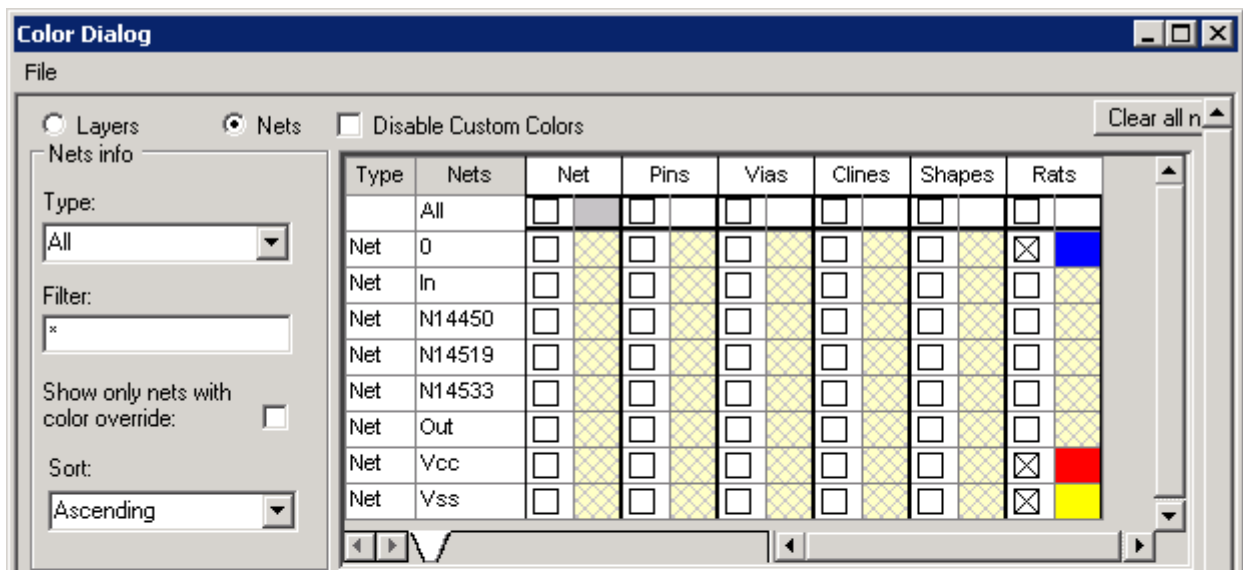 Color Dialog
File
Layers
Nets
Disable Custom Colors
Clear all n
Nets info
Type:
All
Filter:
*
Show only nets with
color override:
Sort:
Ascending
Type Nets Net Pins Vias Clines Shapes Rats
All
Net 0
Net In
Net N14450
Net N14519
Net N14533
Net Out
Net Vcc
Net Vss